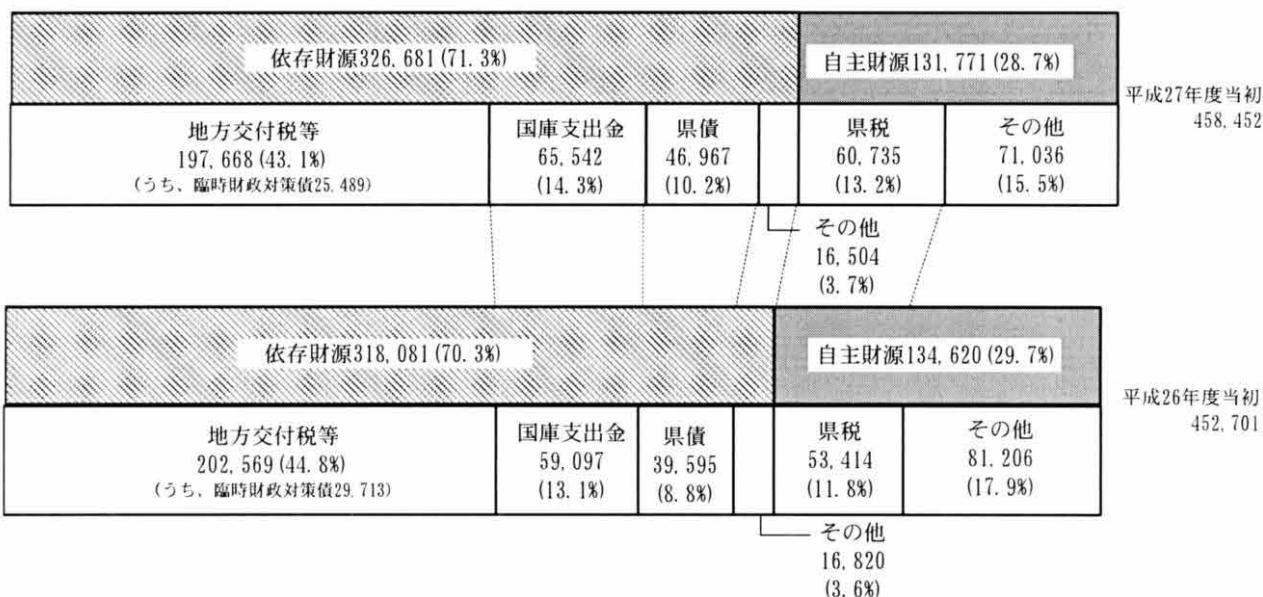 依存財源326,681(71.3%)
自主財源131,771(28.7%)
平成27年度当初
458,452
地方交付税等
197,668(43.1%)
(うち、臨時財政対策債25,489)
国庫支出金
65,542
(14.3%)
県債
46,967
(10.2%)
県税
60,735
(13.2%)
その他
71,036
(15.5%)
その他
16,504
(3.7%)
依存財源318,081(70.3%)
自主財源134,620(29.7%)
平成26年度当初
452,701
地方交付税等
202,569(44.8%)
(うち、臨時財政対策債29,713)
国庫支出金
59,097
(13.1%)
県債
39,595
(8.8%)
県税
53,414
(11.8%)
その他
81,206
(17.9%)
その他
16,820
(3.6%)